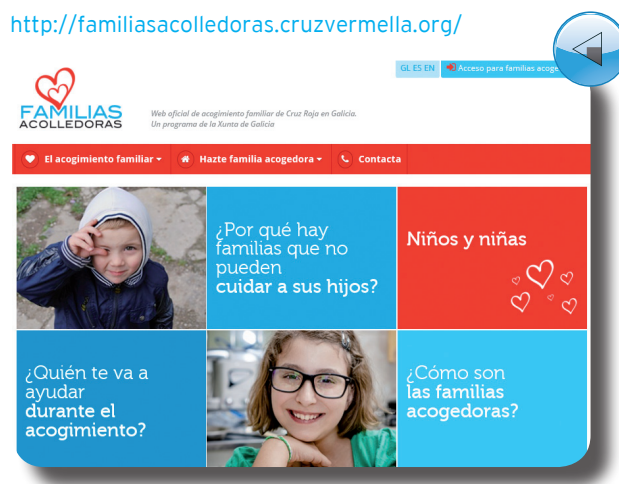 http://familiasacolledoras.cruzvermella.org/
GL ES EN Acceso para familias
FAMILIAS
ACOLLEDORAS
Web oficial de acogimiento familiar de Cruz Roja en Galicia.
Un programa de la Xunta de Galicia
El acogimiento familiar
Hazte familia acogedora
Contacta
¿Por qué hay
familias que no
pueden
cuidar a sus hijos?
Niños y niñas
¿Quién te va a
ayudar
durante el
acogimiento?
¿Cómo son
las familias
acogedoras?